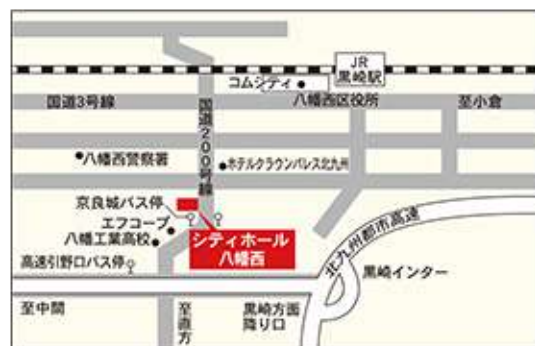 JR
黒崎駅
コムシティ
国道3号線
八幡西区役所
至小倉
国道200号線
八幡西警察署
ホテルクラウンパレス北九州
京良城バス停
エフコープ
八幡工業高校
シティホール
八幡西
高速引野口バス停
北九州都市高速
黒崎インター
至中間
至直方
黒崎方面
降り口